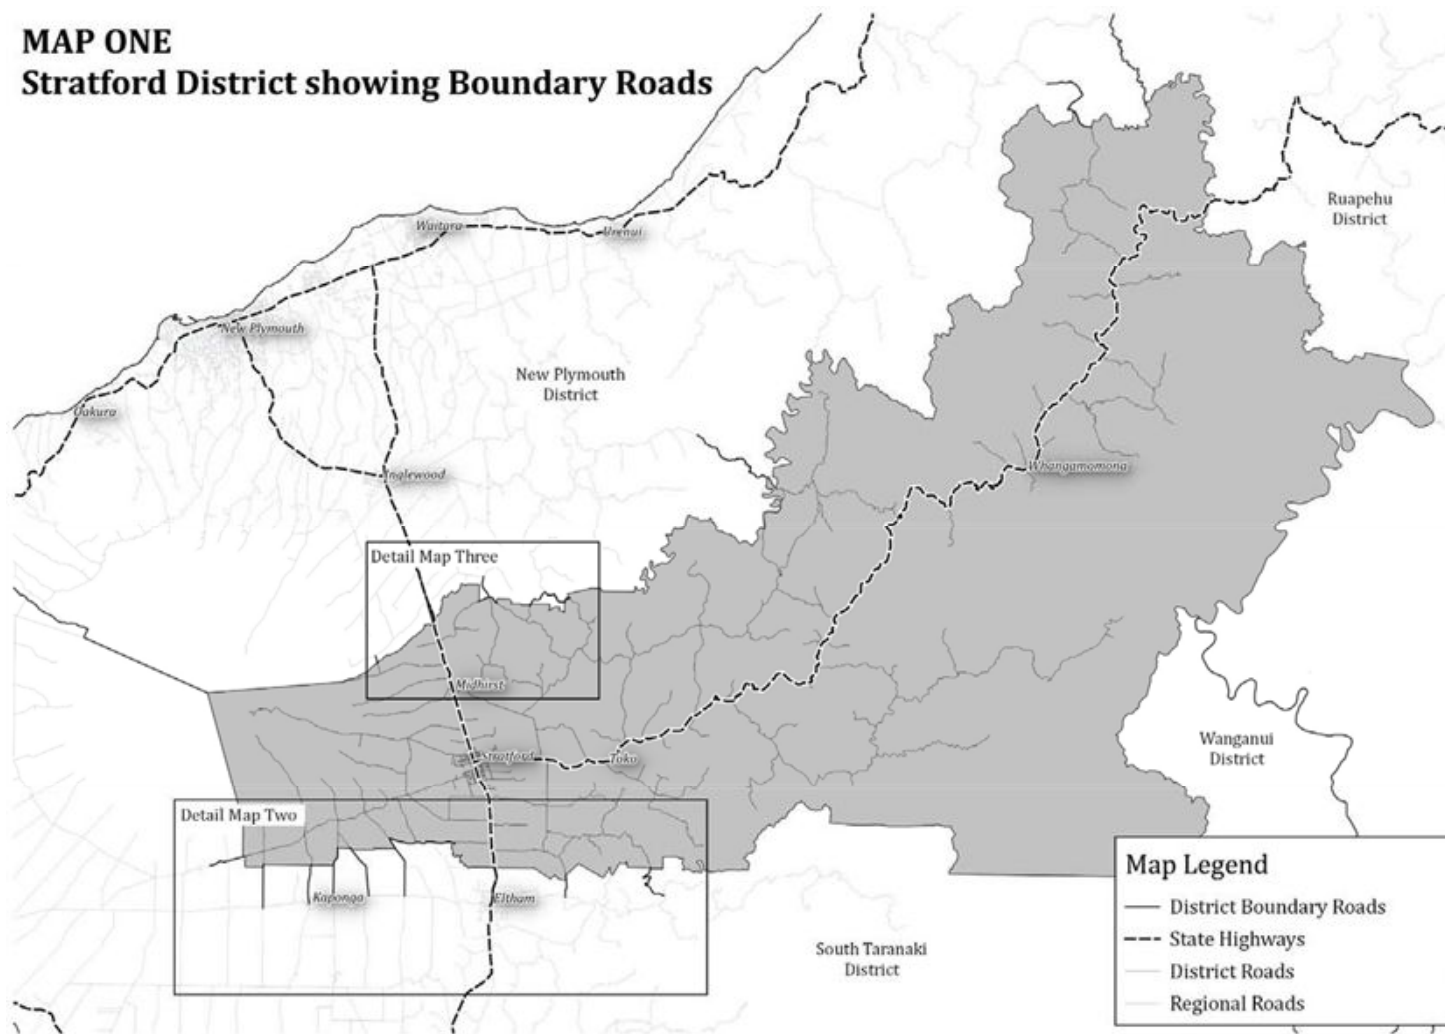 MAP ONE
Stratford District showing Boundary Roads
Ruapehu
District
Waitara
Urenui
New Plymouth
New Plymouth
District
Oakura
Inglewood
Whangamomona
Detail Map Three
Midhirst
Stratford
Toko
Wanganui
District
Detail Map Two
Kaponga
Eltham
South Taranaki
District
Map Legend
District Boundary Roads
State Highways
District Roads
Regional Roads